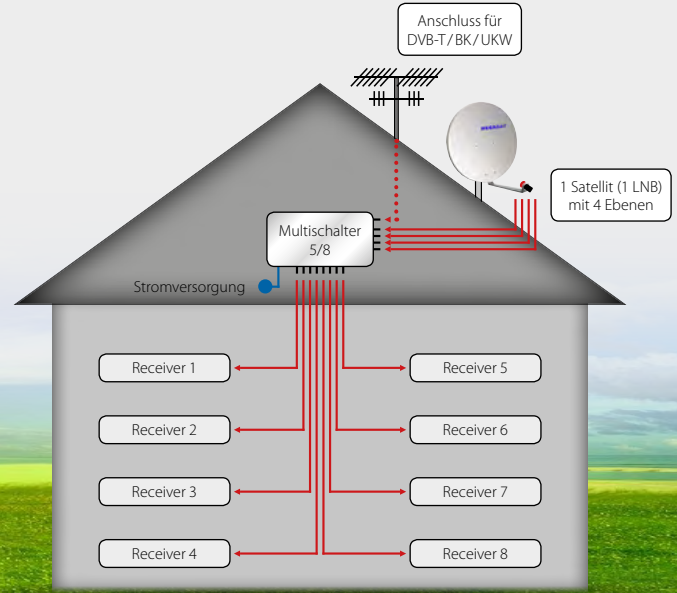 Anschluss für
DVB-T / BK / UKW
1 Satellit (1 LNB)
mit 4 Ebenen
Multischalter
5/8
Stromversorgung
Receiver 1
Receiver 5
Receiver 2
Receiver 6
Receiver 3
Receiver 7
Receiver 4
Receiver 8